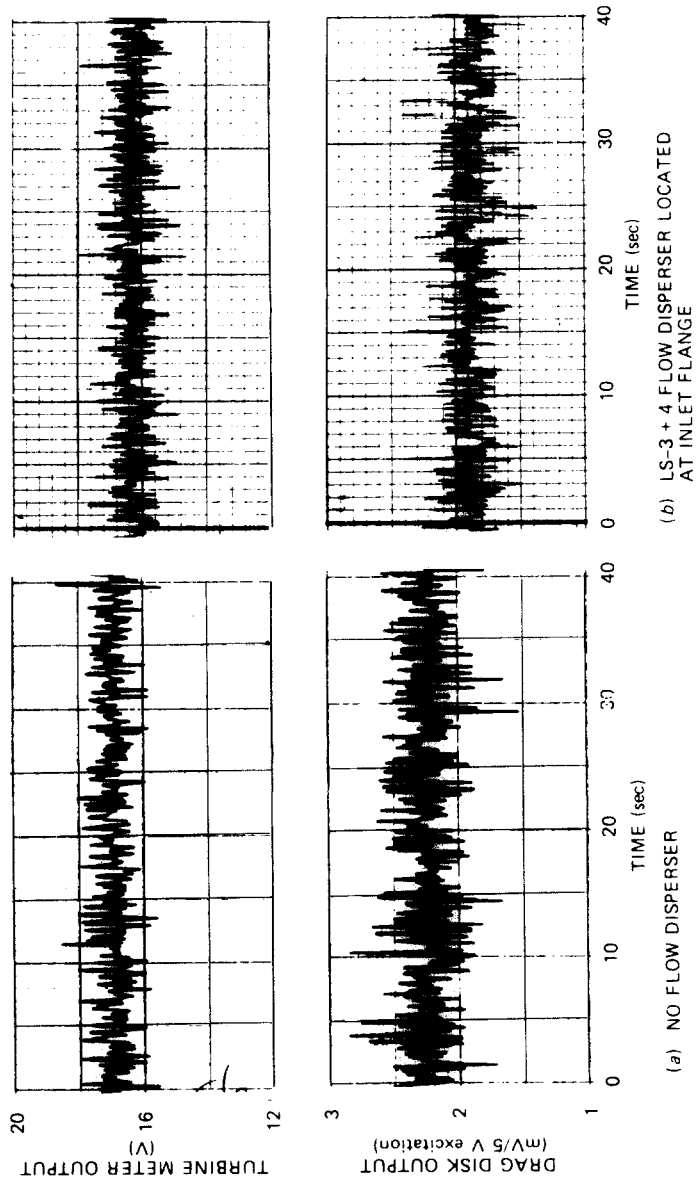 TURBINE METER OUTPUT
(V)
20
16
12
DRAG DISK OUTPUT
(mV/5 V excitation)
3
2
1
0
10
20
30
40
TIME (sec)
(a) NO FLOW DISPERSER
0
10
20
30
40
TIME (sec)
(b) LS-3 + 4 FLOW DISPERSER LOCATED
AT INLET FLANGE